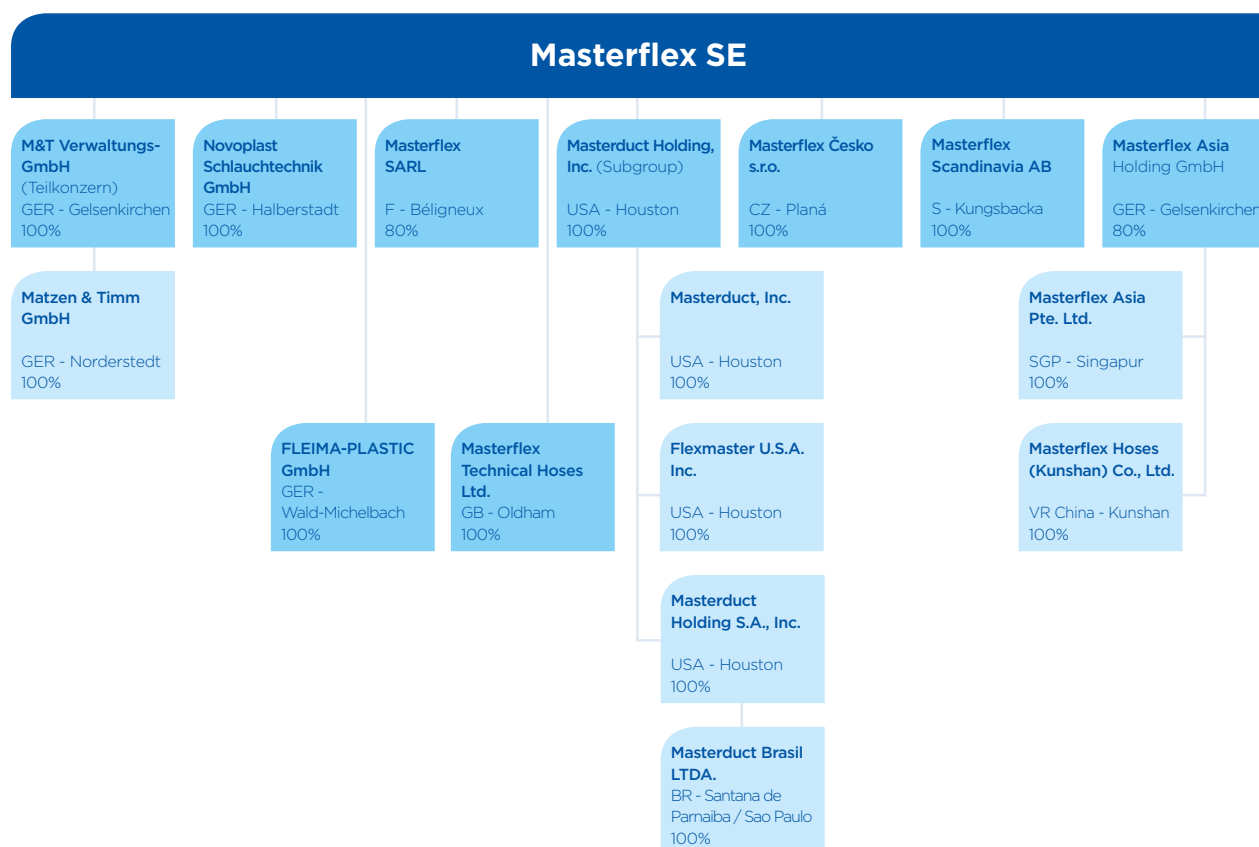 Masterflex SE
M&T Verwaltungs-
GmbH
(Teilkonzern)
GER - Gelsenkirchen
100%
Novoplast
Schlauchtechnik
GmbH
GER - Halberstadt
100%
Masterflex
SARL
F - Béligneux
80%
Masterduct Holding,
Inc. (Subgroup)
USA - Houston
100%
Masterflex Česko
s.r.o.
CZ - Planá
100%
Masterflex
Scandinavia AB
S - Kungsbacka
100%
Masterflex Asia
Holding GmbH
GER - Gelsenkirchen
80%
Matzen & Timm
GmbH
GER - Norderstedt
100%
Masterduct, Inc.
USA - Houston
100%
Masterflex Asia
Pte. Ltd.
SGP - Singapur
100%
FLEIMA-PLASTIC
GmbH
GER -
Wald-Michelbach
100%
Masterflex
Technical Hoses
Ltd.
GB - Oldham
100%
Flexmaster U.S.A.
Inc.
USA - Houston
100%
Masterflex Hoses
(Kunshan) Co., Ltd.
VR China - Kunshan
100%
Masterduct
Holding S.A., Inc.
USA - Houston
100%
Masterduct Brasil
LTDA.
BR - Santana de
Parnaiba / Sao Paulo
100%